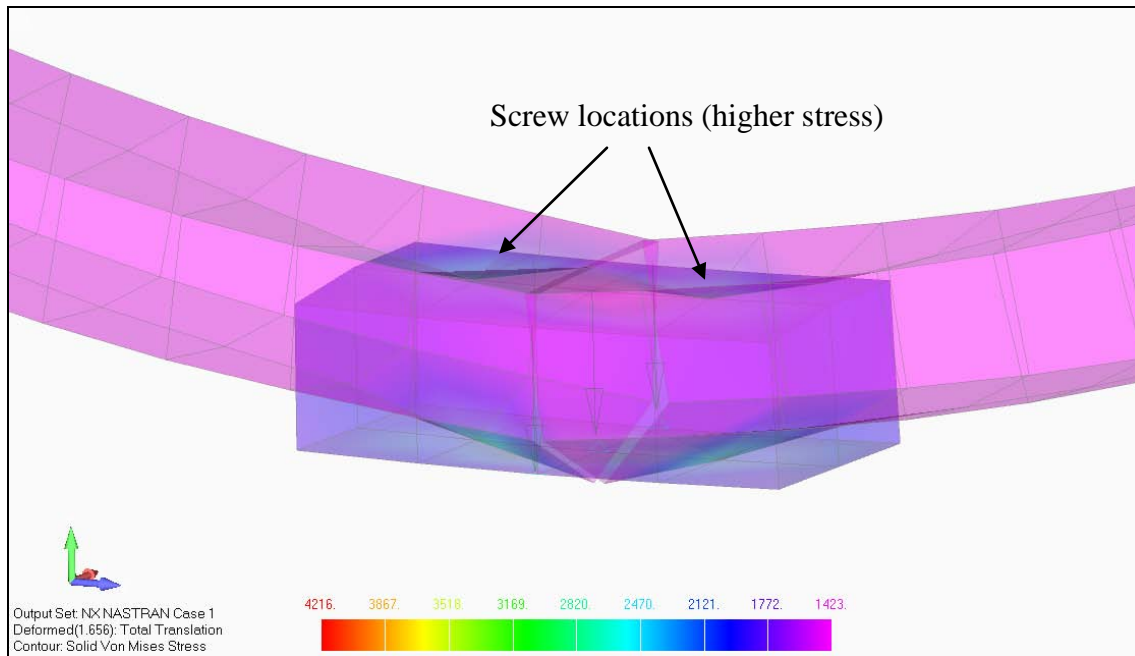 Screw locations (higher stress)
4216. 3867. 3518. 3169. 2820. 2470. 2121. 1772. 1423.
Output Set: NX NASTRAN Case 1
Deformed(1.656): Total Translation
Contour: Solid Von Mises Stress